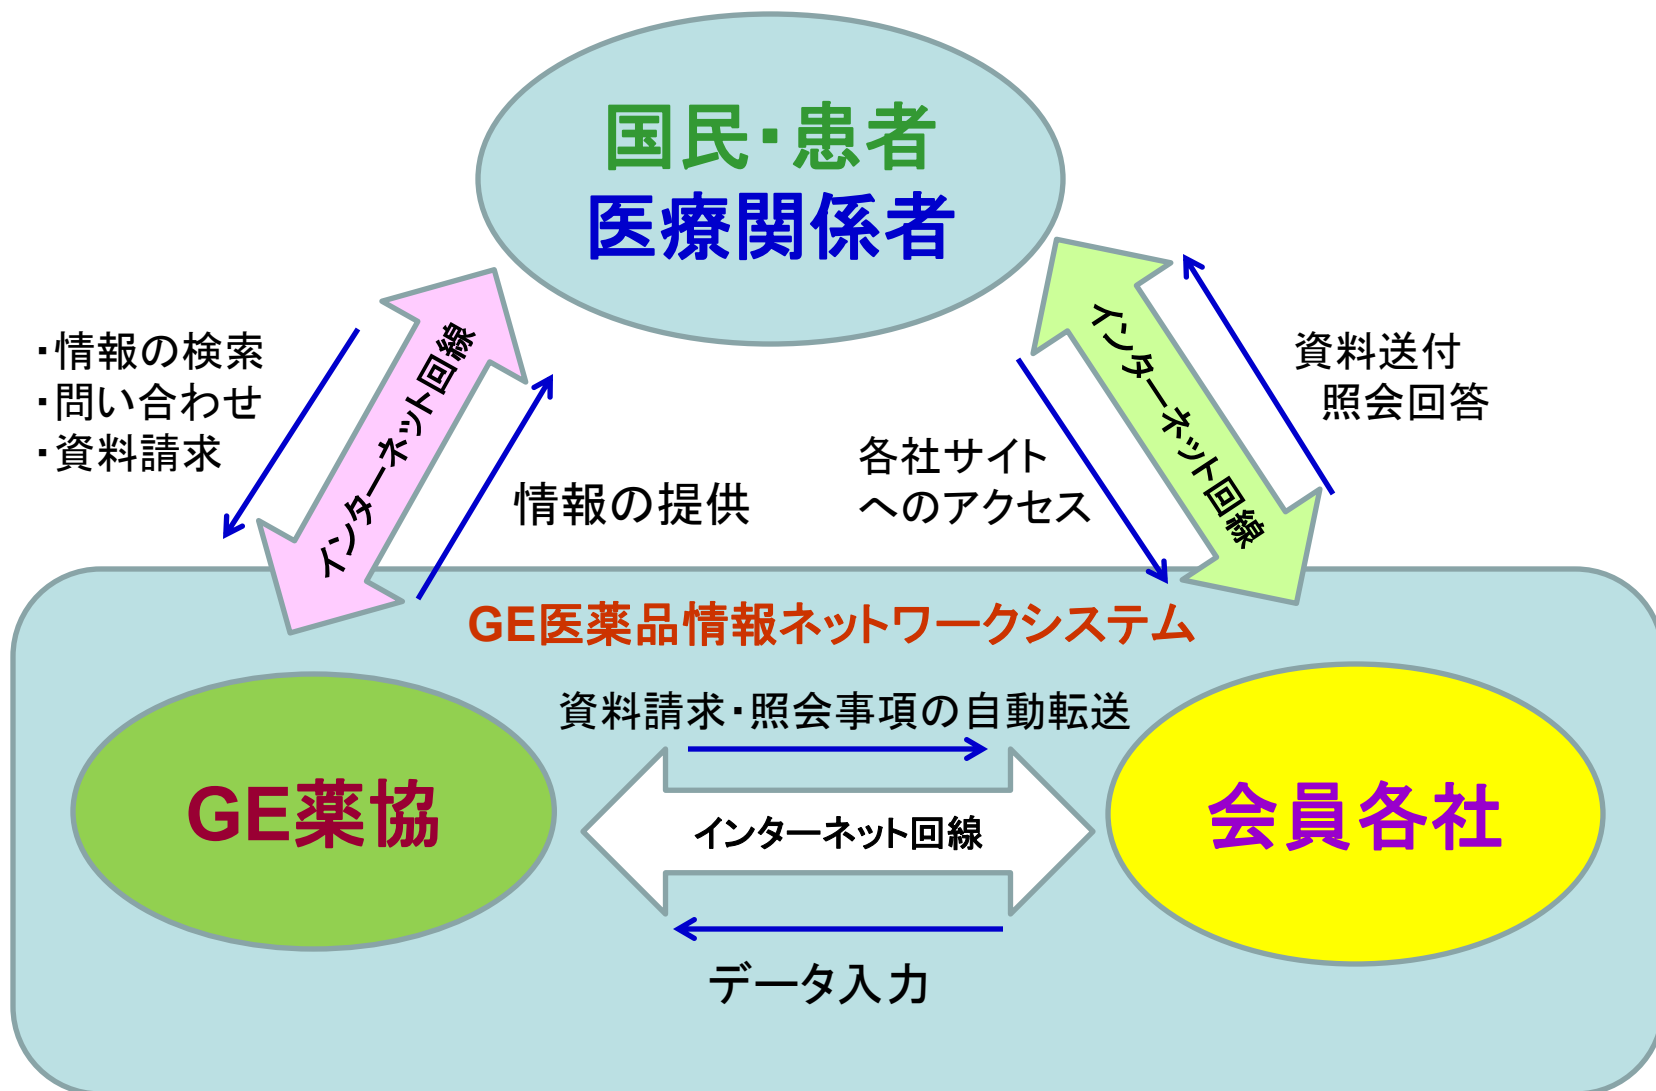 国民・患者
医療関係者
・情報の検索
・問い合わせ
・資料請求
インターネット回線
情報の提供
各社サイト
へのアクセス
インターネット回線
資料送付
照会回答
GE医薬品情報ネットワークシステム
資料請求・照会事項の自動転送
GE薬協
インターネット回線
会員各社
データ入力